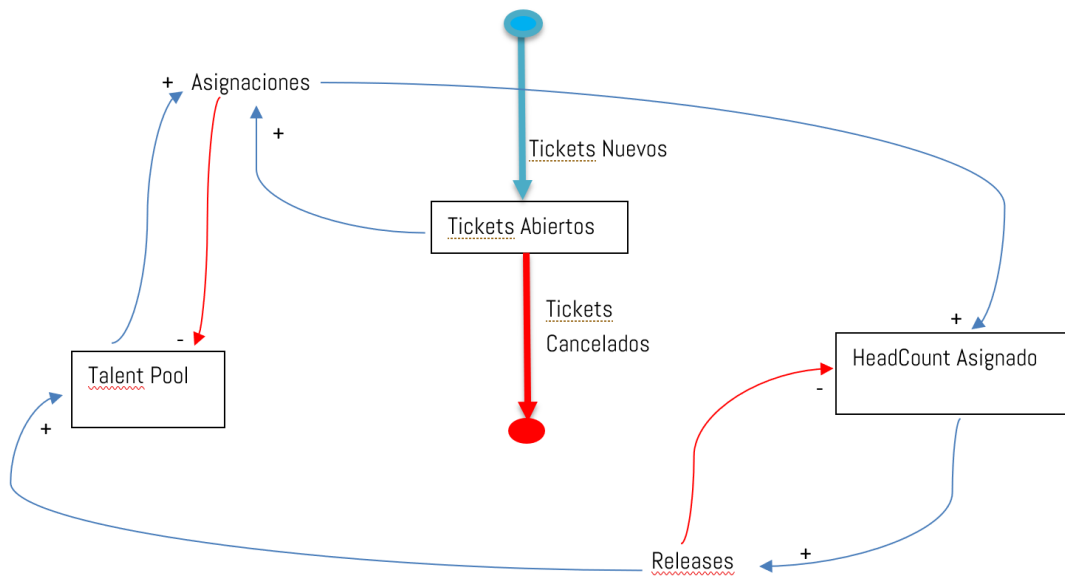 + Asignaciones
+
Tickets Nuevos
Tickets Abiertos
Tickets
Cancelados
+
HeadCount Asignado
-
Talent Pool
-
+
Releases
+